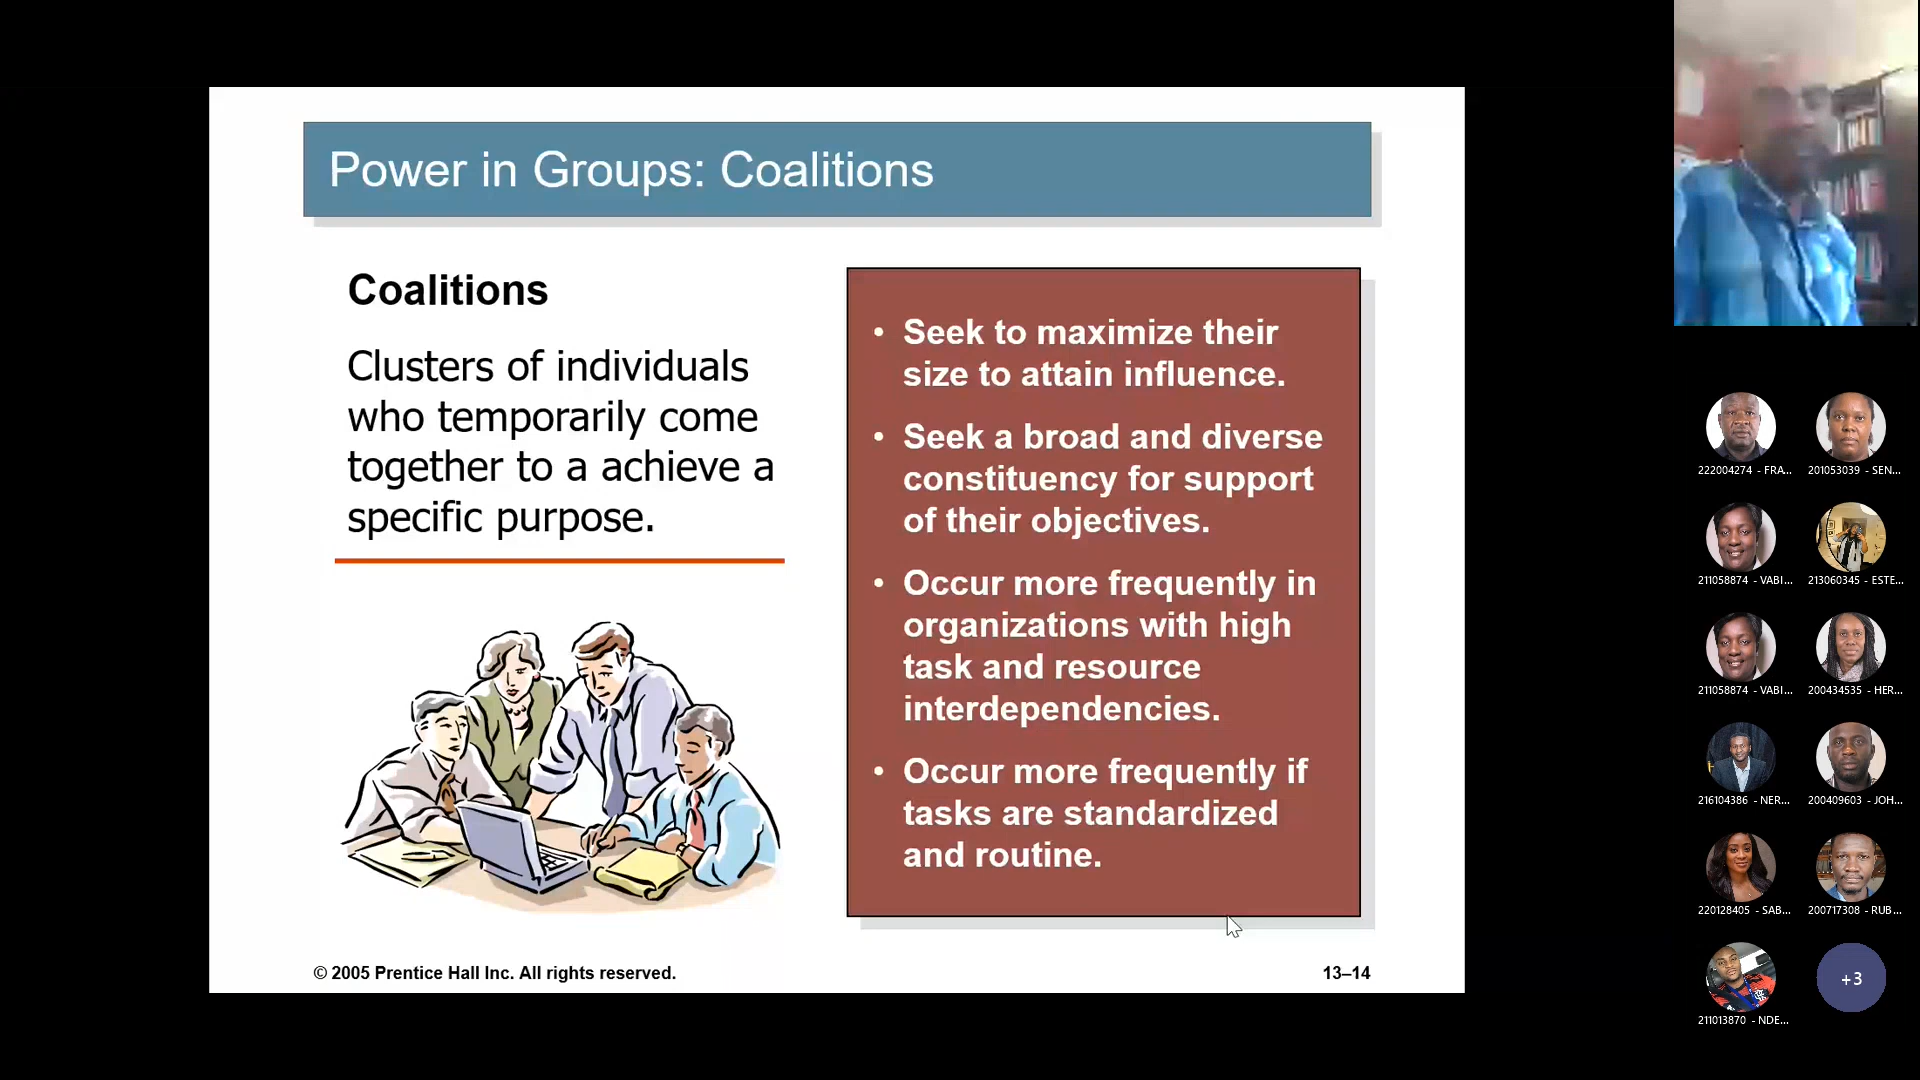 Power in Groups: Coalitions
Coalitions
Clusters of individuals
who temporarily come
together to a achieve a
specific purpose.
• Seek to maximize their
size to attain influence.
• Seek a broad and diverse
constituency for support
of their objectives.
• Occur more frequently in
organizations with high
task and resource
interdependencies.
• Occur more frequently if
tasks are standardized
and routine.
© 2005 Prentice Hall Inc. All rights reserved.
13–14
222004274 - FRA...
201053039 - SEN...
211058874 - VABI...
213060345 - ESTE...
211058874 - VABI...
200434535 - HER...
216104386 - NER...
200409603 - JOH...
220128405 - SAB...
200717308 - RUB...
211013870 - NDE...
+3